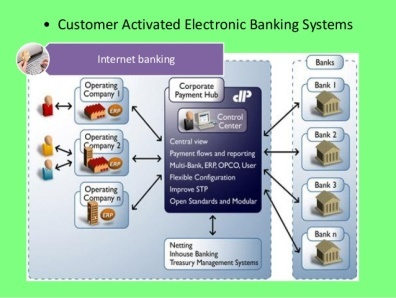 • Customer Activated Electronic Banking Systems
Internet banking
Operating
Company 1
ERP
Operating
Company 2
ERP
Operating
Company n
ERP
Corporate
Payment Hub
Control
Center
Central view
Payment flows and reporting
Multi-Bank, ERP, OPCO, User
Flexible Configuration
Improve STP
Open Standards and Modular
Netting
Inhouse Banking
Treasury Management Systems
Banks
Bank 1
Bank 2
Bank 3
Bank n